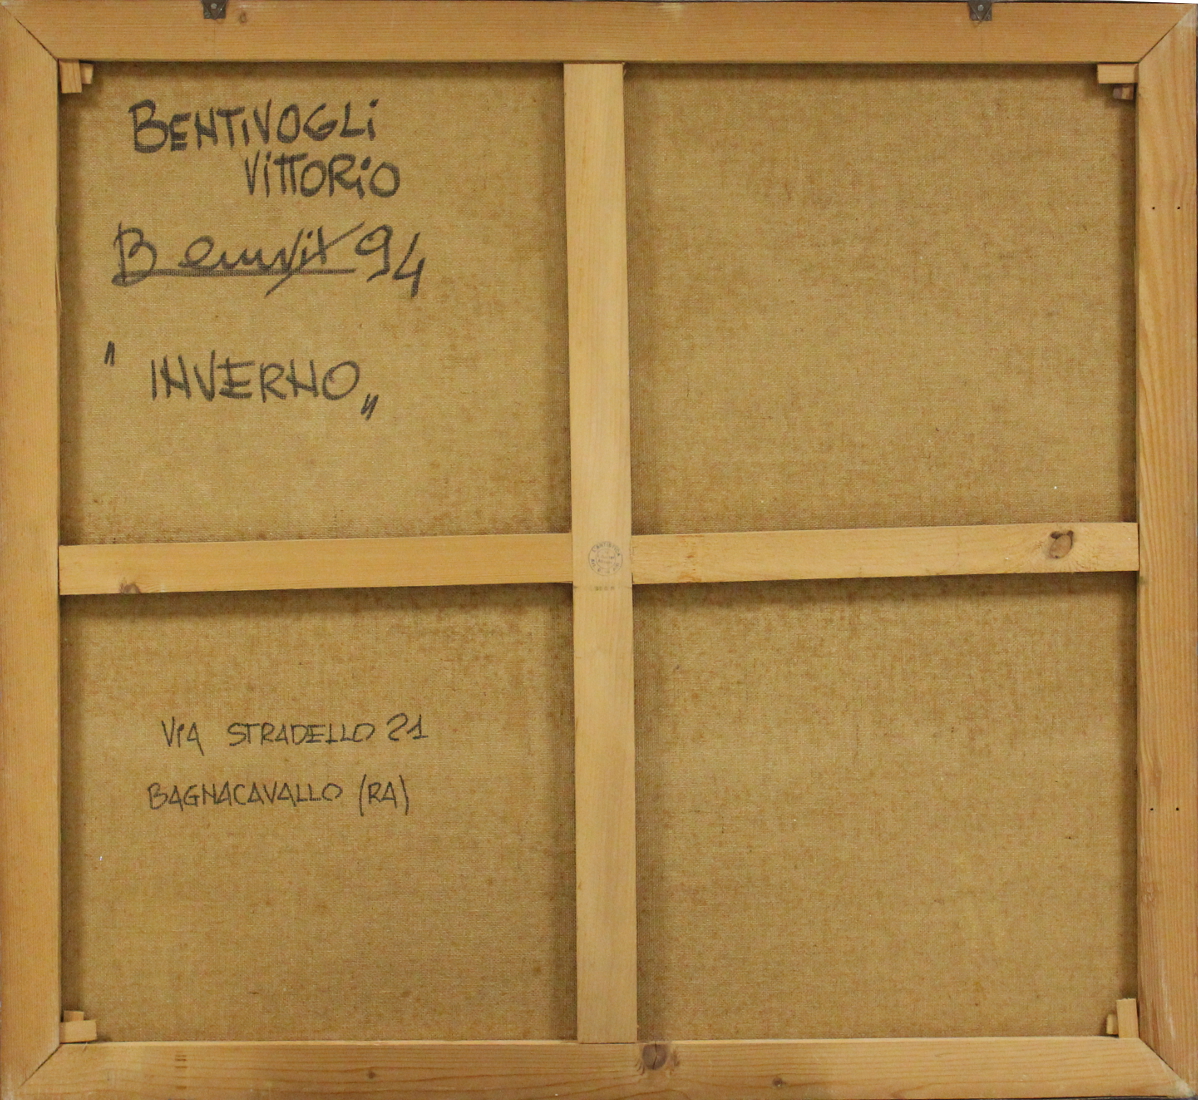 BENTIVOGLI
VITTORIO
Benvit 94
" INVERNO „
VIA STRADELLO 21
BAGNACAVALLO (RA)